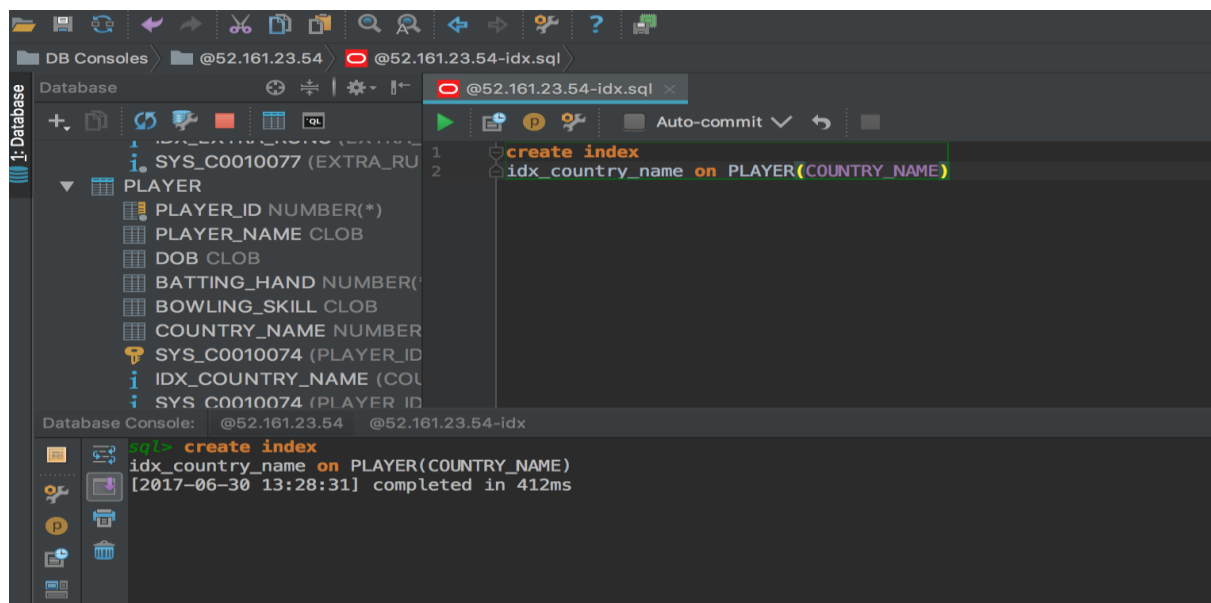 DB Consoles @52.161.23.54 @52.161.23.54-idx.sql
1: Database
Database
@52.161.23.54-idx.sql
Auto-commit
SYS_C0010077 (EXTRA_RU
PLAYER
PLAYER_ID NUMBER(*)
PLAYER_NAME CLOB
DOB CLOB
BATTING_HAND NUMBER(
BOWLING_SKILL CLOB
COUNTRY_NAME NUMBER
SYS_C0010074 (PLAYER_ID
IDX_COUNTRY_NAME (COU
SYS_C0010074 (PLAYER_ID
1 create index
2 idx_country_name on PLAYER(COUNTRY_NAME)
Database Console: @52.161.23.54 @52.161.23.54-idx
sql> create index
idx_country_name on PLAYER(COUNTRY_NAME)
[2017-06-30 13:28:31] completed in 412ms